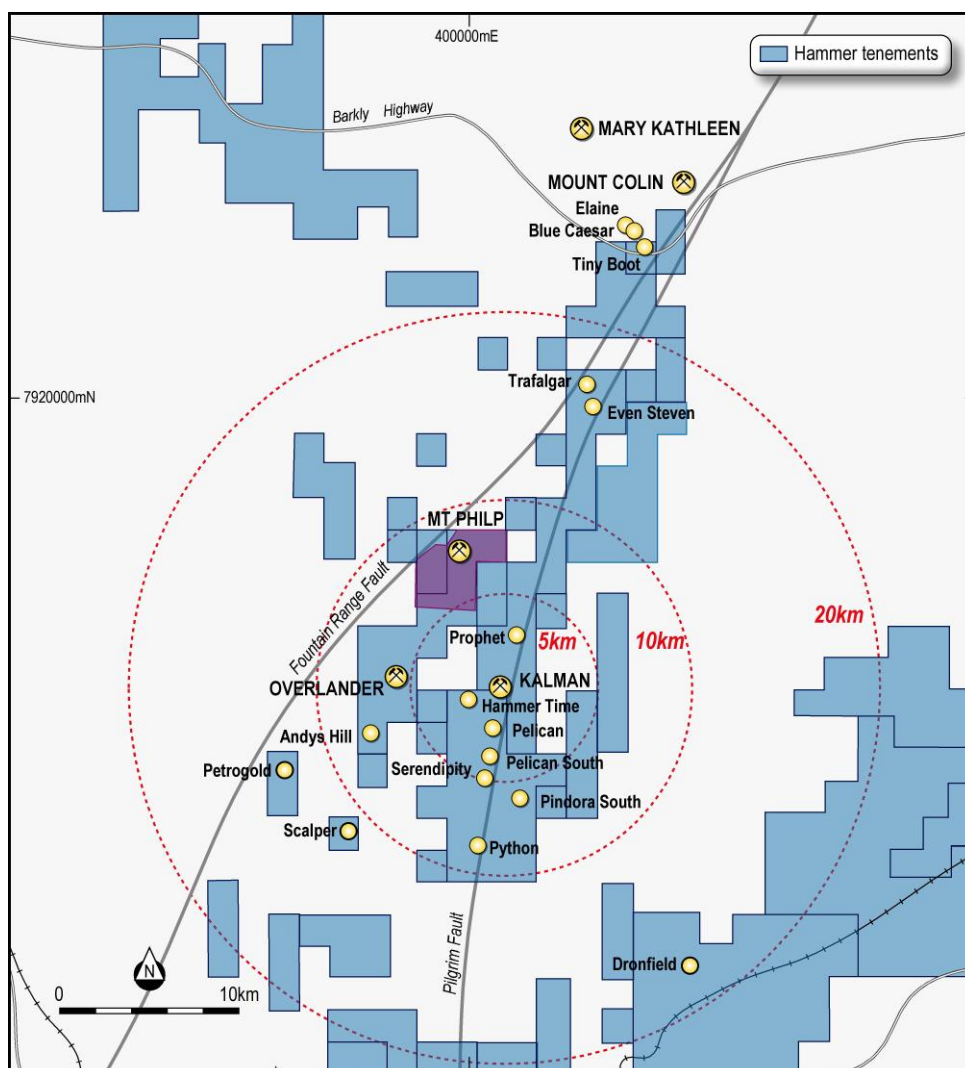 400000mE
Hammer tenements
Barkly Highway
MARY KATHLEEN
MOUNT COLIN
Elaine
Blue Caesar
Tiny Boot
Trafalgar
7920000mN
Even Steven
MT PHILP
Fountain Range Fault
Prophet
5km
10km
20km
OVERLANDER
KALMAN
Hammer Time
Andys Hill
Pelican
Petrogold
Serendipity
Pelican South
Pindora South
Scalper
Python
Pilgrim Fault
Dronfield
N
0
10km